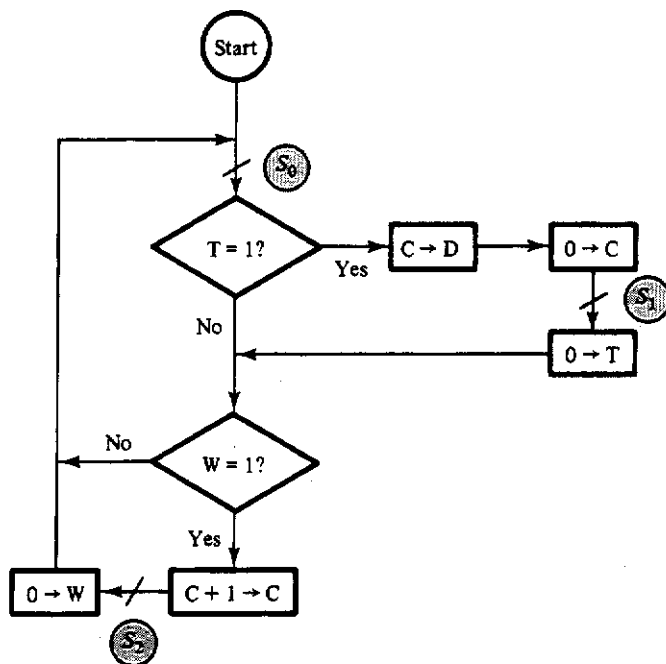 Start
S₀
T = 1?
Yes
C → D
0 → C
S₁
No
0 → T
No
W = 1?
Yes
0 → W
C + 1 → C
S₂